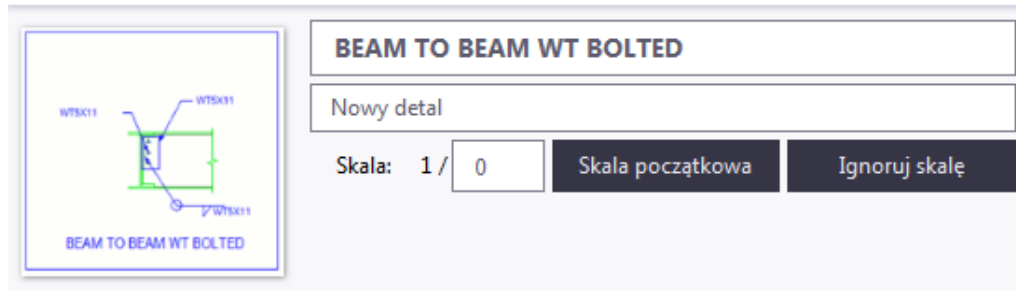 BEAM TO BEAM WT BOLTED
Nowy detal
Skala: 1 / 0 Skala początkowa Ignoruj skalę
WT5X11
WT5X11
WT5X11
BEAM TO BEAM WT BOLTED